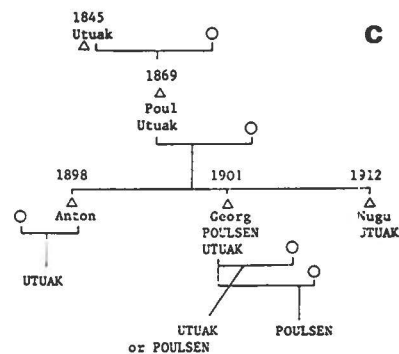 C
1845
Utuak
1869
Poul
Utuak
1898 1901 1912
Anton Georg Nugu
POULSEN UTUAK
UTUAK
UTUAK
UTUAK POULSEN
or POULSEN